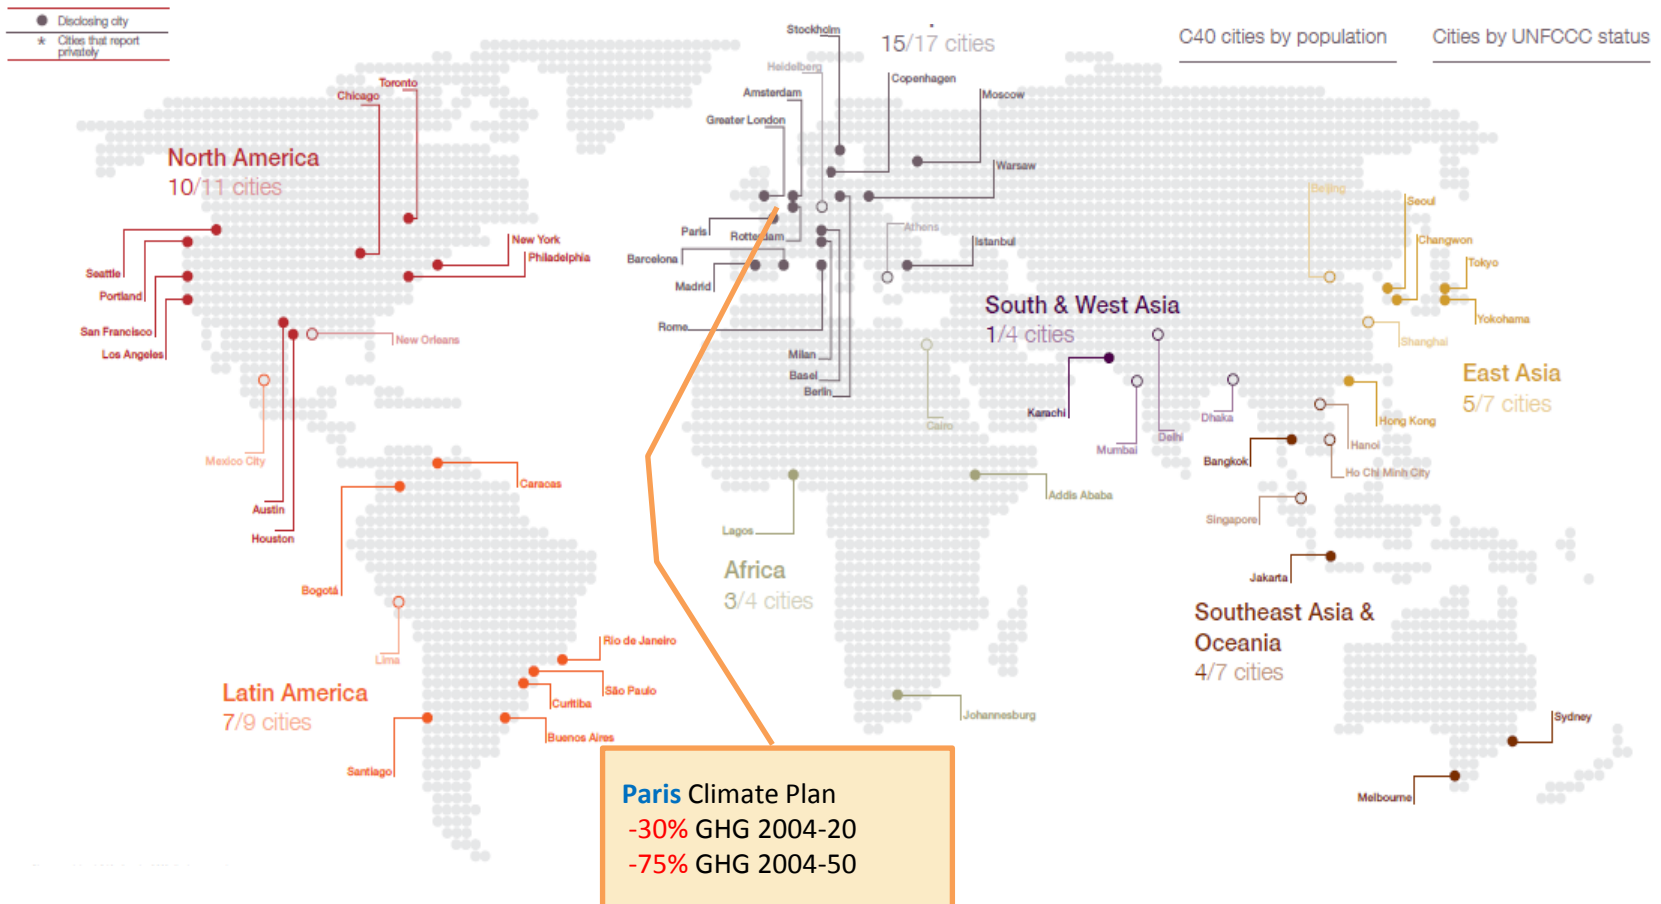 Disclosing city
* Cities that report
privately
15/17 cities
C40 cities by population
Cities by UNFCCC status
Stockholm
Heidelberg
Copenhagen
Amsterdam
Moscow
Greater London
Warsaw
Toronto
Chicago
North America
10/11 cities
Paris
Rotterdam
Athens
Istanbul
Barcelona
Madrid
Rome
Milan
Basel
Berlin
New York
Philadelphia
Seattle
Portland
San Francisco
Los Angeles
New Orleans
Mexico City
Austin
Houston
Beijing
Seoul
Changwon
Tokyo
Yokohama
Shanghai
South & West Asia
1/4 cities
East Asia
5/7 cities
Karachi
Mumbai
Delhi
Dhaka
Hong Kong
Hanoi
Bangkok
Ho Chi Minh City
Singapore
Jakarta
Cairo
Addis Ababa
Lagos
Africa
3/4 cities
Caracas
Bogotá
Lima
Rio de Janeiro
São Paulo
Curitiba
Latin America
7/9 cities
Buenos Aires
Santiago
Johannesburg
Southeast Asia &
Oceania
4/7 cities
Sydney
Melbourne
Paris Climate Plan
-30% GHG 2004-20
-75% GHG 2004-50